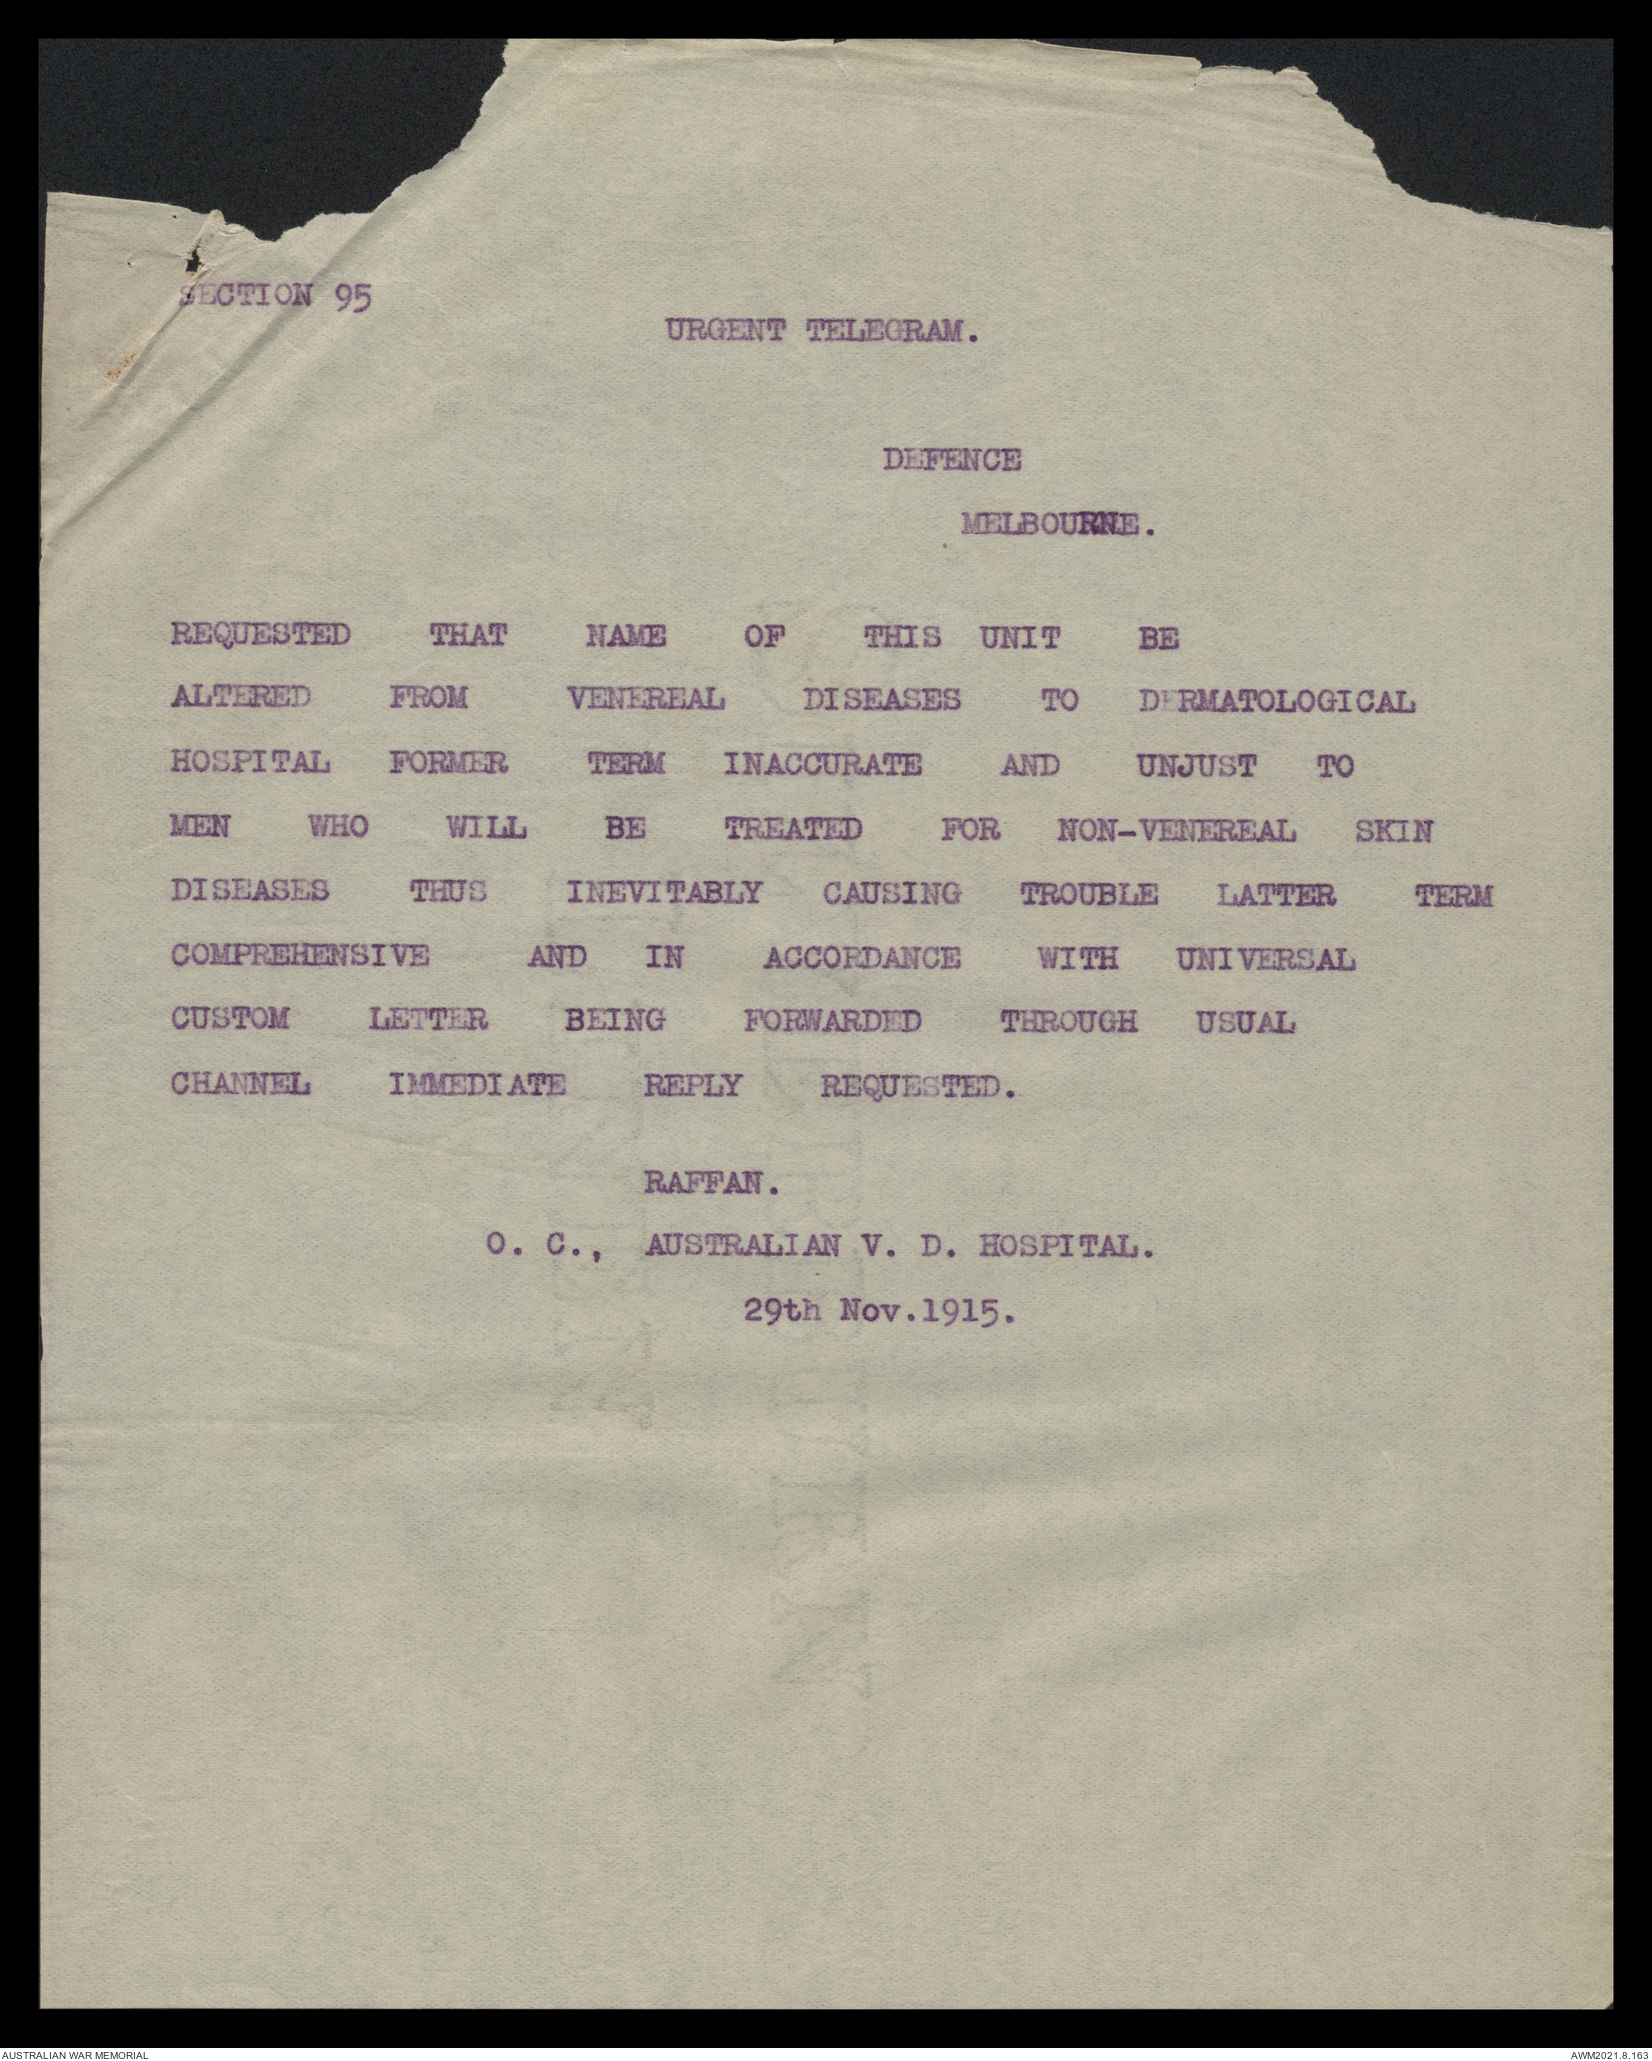 SECTION 95
URGENT TELEGRAM.
DEFENCE
MELBOURNE.
REQUESTED THAT NAME OF THIS UNIT BE
ALTERED FROM VENEREAL DISEASES TO DERMATOLOGICAL
HOSPITAL FORMER TERM INACCURATE AND UNJUST TO
MEN WHO WILL BE TREATED FOR NON-VENEREAL SKIN
DISEASES THUS INEVITABLY CAUSING TROUBLE LATTER TERM
COMPREHENSIVE AND IN ACCORDANCE WITH UNIVERSAL
CUSTOM LETTER BEING FORWARDED THROUGH USUAL
CHANNEL IMMEDIATE REPLY REQUESTED.
RAFFAN.
O. C., AUSTRALIAN V. D. HOSPITAL.
29th Nov.1915.
AUSTRALIAN WAR MEMORIAL
AWM2021.8.163